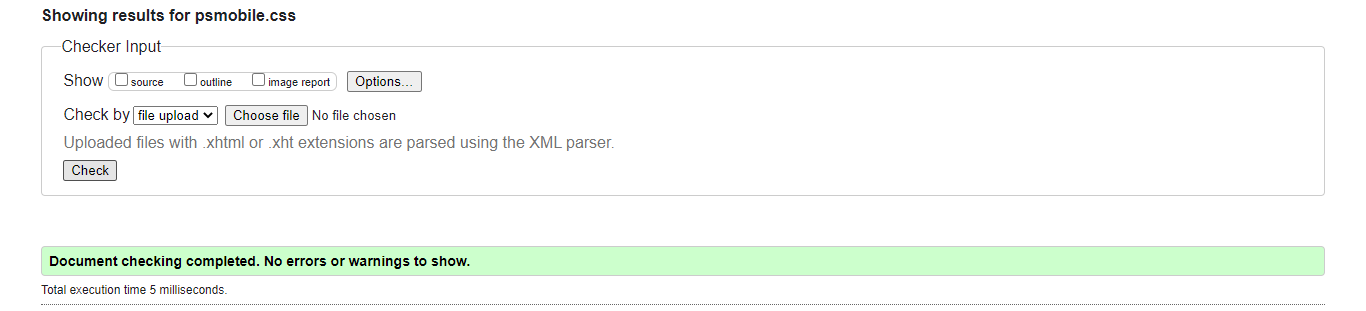 Showing results for psmobile.css
Checker Input
Show source outline image report Options...
Check by file upload Choose file No file chosen
Uploaded files with .xhtml or .xht extensions are parsed using the XML parser.
Check
Document checking completed. No errors or warnings to show.
Total execution time 5 milliseconds.